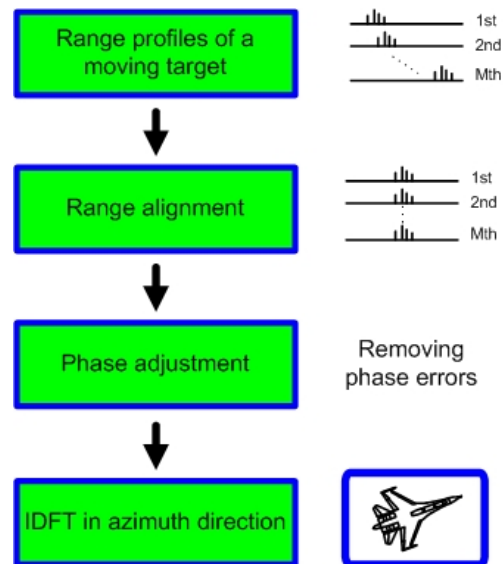 Range profiles of a
moving target
1st
2nd
Mth
Range alignment
1st
2nd
Mth
Phase adjustment
Removing
phase errors
IDFT in azimuth direction